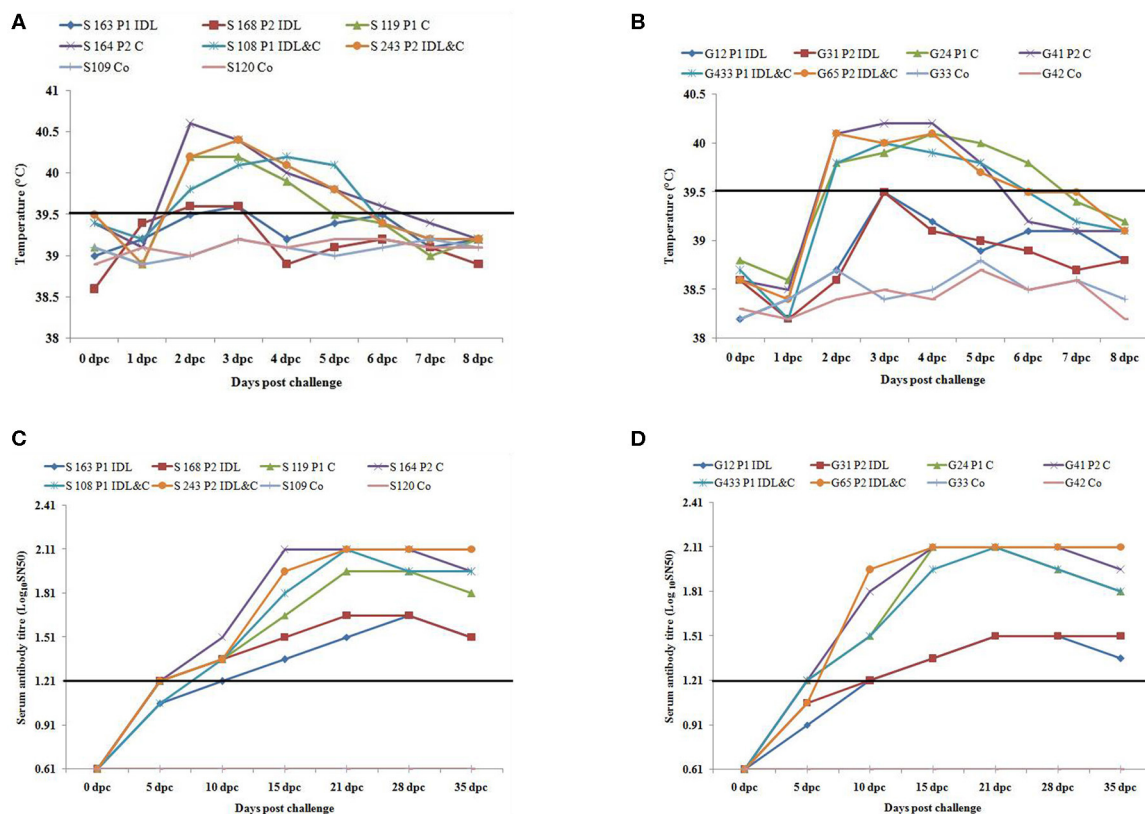 A
S 163 P1 IDL S 168 P2 IDL S 119 P1 C
S 164 P2 C S 108 P1 IDL&C S 243 P2 IDL&C
S109 Co S120 Co
41
40.5
40
39.5
39
38.5
38
Temperature (°C)
0 dpc 1 dpc 2 dpc 3 dpc 4 dpc 5 dpc 6 dpc 7 dpc 8 dpc
Days post challenge
B
G12 P1 IDL G31 P2 IDL G24 P1 C G41 P2 C
G433 P1 IDL&C G65 P2 IDL&C G33 Co G42 Co
40.5
40
39.5
39
38.5
38
Temperature (°C)
0 dpc 1 dpc 2 dpc 3 dpc 4 dpc 5 dpc 6 dpc 7 dpc 8 dpc
Days post challenge
C
S 163 P1 IDL S 168 P2 IDL S 119 P1 C S 164 P2 C
S 108 P1 IDL&C S 243 P2 IDL&C S109 Co S120 Co
2.41
2.11
1.81
1.51
1.21
0.91
0.61
Serum antibody titre (Log10SN50)
0 dpc 5 dpc 10 dpc 15 dpc 21 dpc 28 dpc 35 dpc
Days post challenge
D
G12 P1 IDL G31 P2 IDL G24 P1 C G41 P2 C
G433 P1 IDL&C G65 P2 IDL&C G33 Co G42 Co
2.41
2.11
1.81
1.51
1.21
0.91
0.61
Serum antibody titre (Log 10SN50)
0 dpc 5 dpc 10 dpc 15 dpc 21 dpc 28 dpc 35 dpc
Days post challenge